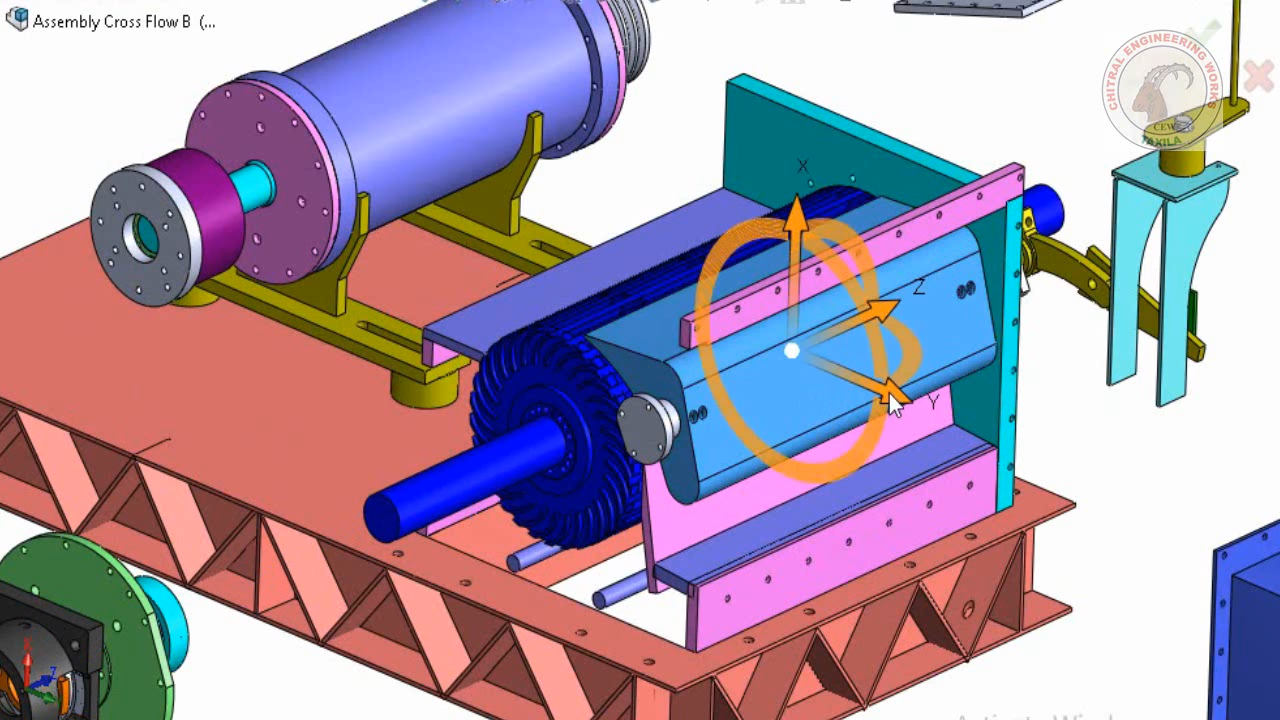 Assembly Cross Flow B (...
CHITRAL ENGINEERING WORKS
CEW
TAXILA
X
Z
Y